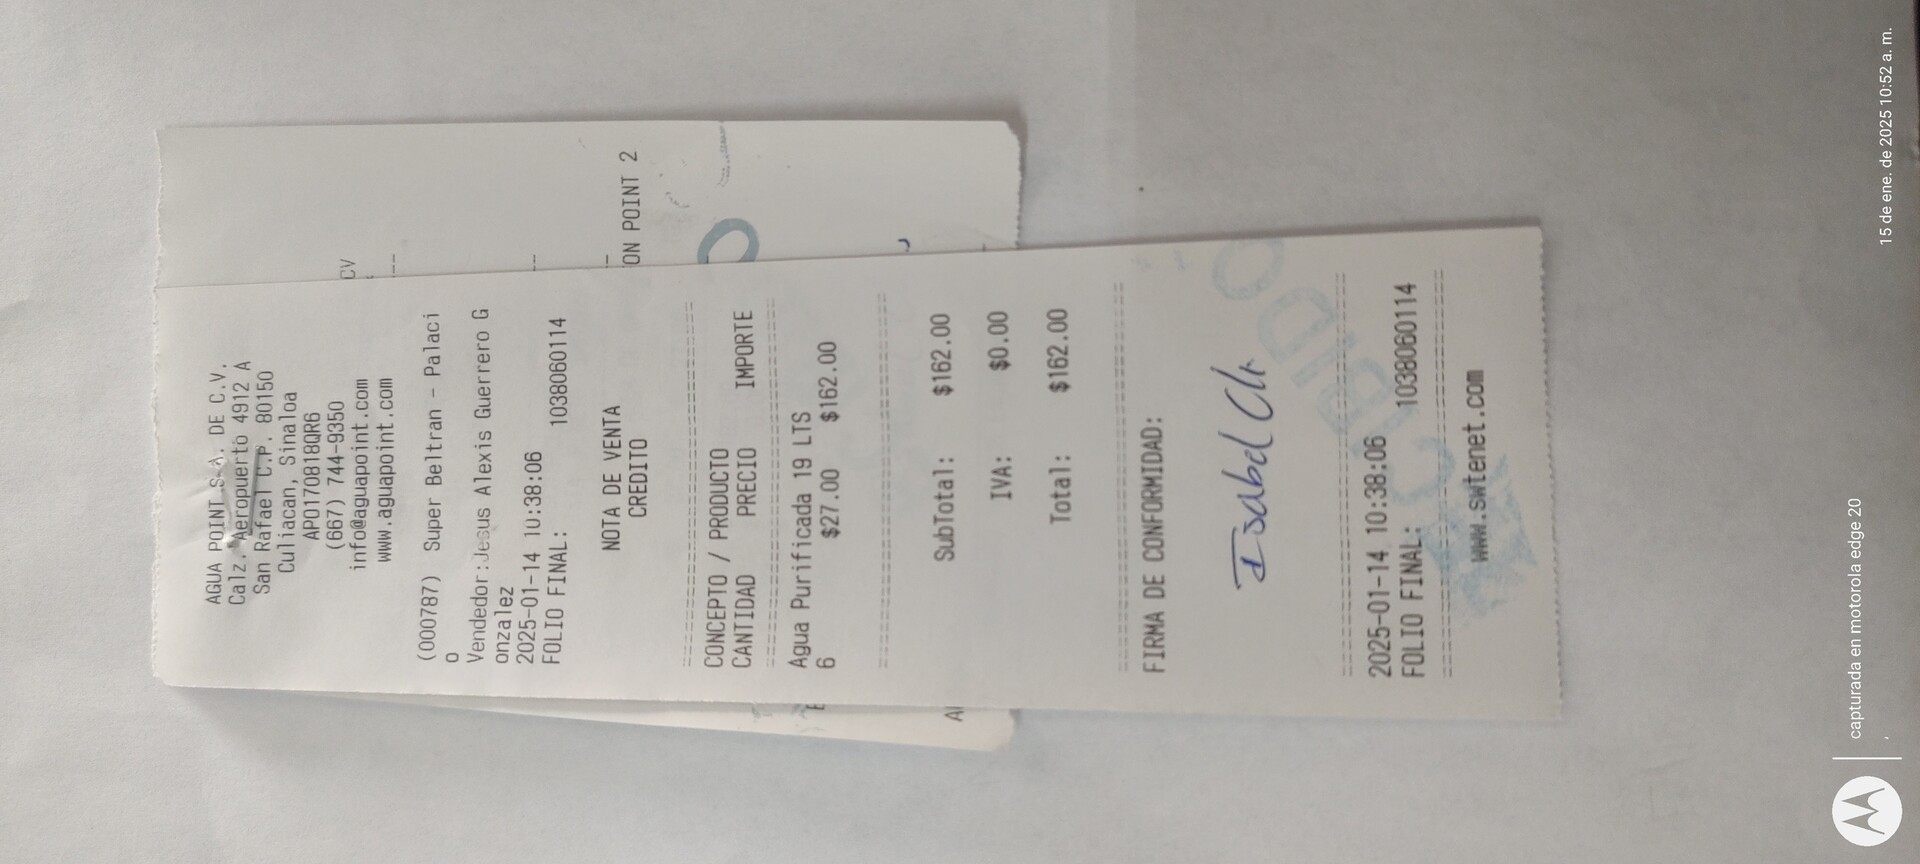 AGUA POINT S.A. DE C.V.
Calz. Aeropuerto 4912 A
San Rafael C.P. 80150
Culiacan, Sinaloa
APO170818QR6
(667) 744-9350
info@aguapoint.com
www.aguapoint.com
(000787) Super Beltran - Palaci
o
Vendedor:Jesus Alexis Guerrero G
onzalez
2025-01-14 10:38:06
FOLIO FINAL: 1038060114
NOTA DE VENTA
CREDITO
CONCEPTO / PRODUCTO
CANTIDAD PRECIO IMPORTE
Agua Purificada 19 LTS
6 $27.00 $162.00
SubTotal: $162.00
IVA: $0.00
Total: $162.00
FIRMA DE CONFORMIDAD:
Isabel
2025-01-14 10:38:06
FOLIO FINAL: 1038060114
www.swtenet.com
CV
ON POINT 2
capturada en motorola edge 20
15 de ene. de 2025 10:52 a. m.